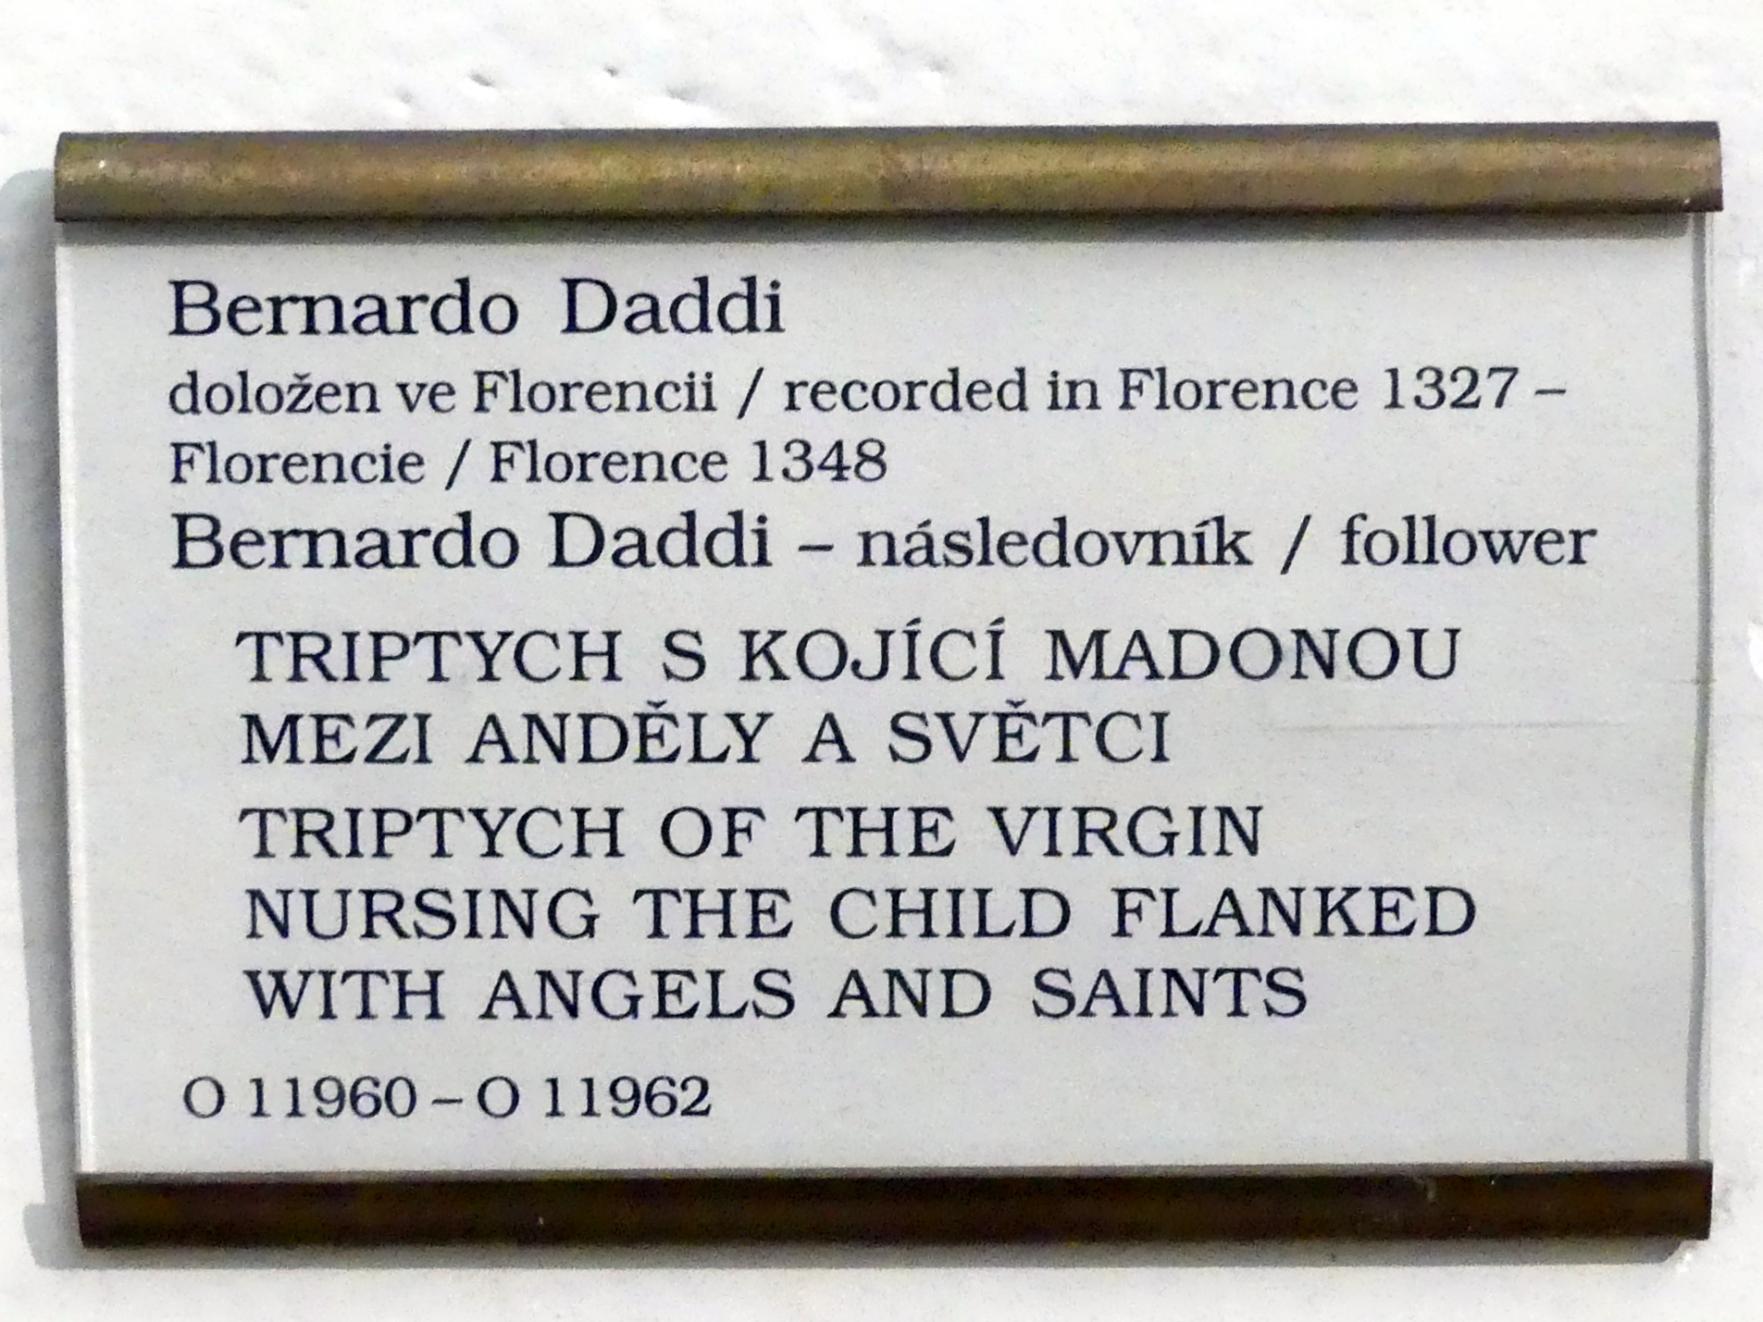 Bernardo Daddi
doložen ve Florencii / recorded in Florence 1327 –
Florencie / Florence 1348
Bernardo Daddi – následovník / follower
TRIPTYCH S KOJÍCÍ MADONOU
MEZI ANDĚLY A SVĚTCI
TRIPTYCH OF THE VIRGIN
NURSING THE CHILD FLANKED
WITH ANGELS AND SAINTS
O 11960 – O 11962